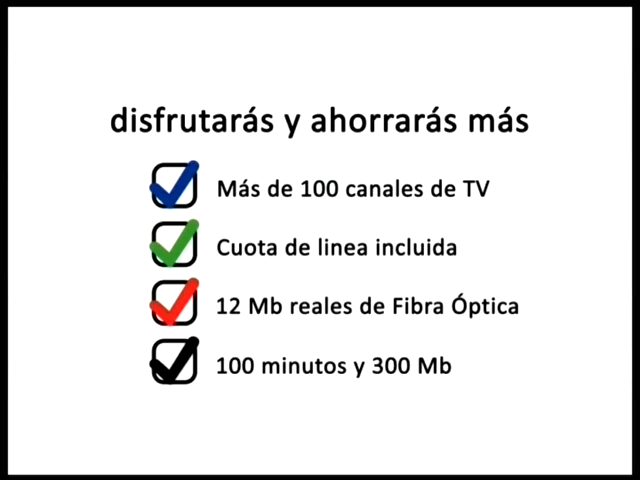 disfrutarás y ahorrarás más
Más de 100 canales de TV
Cuota de linea incluida
12 Mb reales de Fibra Óptica
100 minutos y 300 Mb